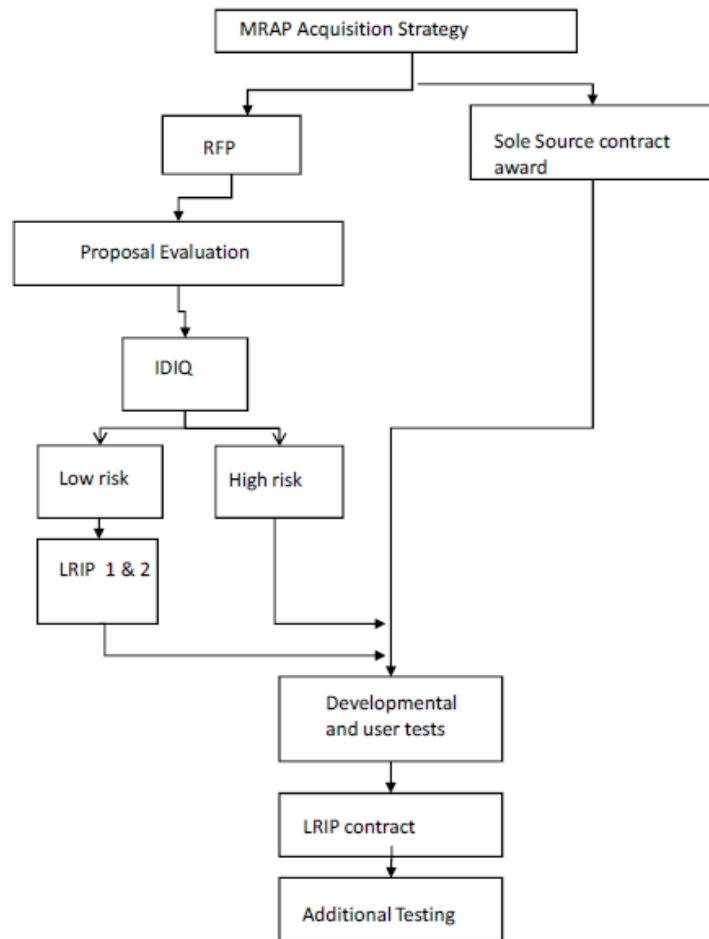 MRAP Acquisition Strategy
RFP
Sole Source contract
award
Proposal Evaluation
IDIQ
Low risk
High risk
LRIP 1 & 2
Developmental
and user tests
LRIP contract
Additional Testing